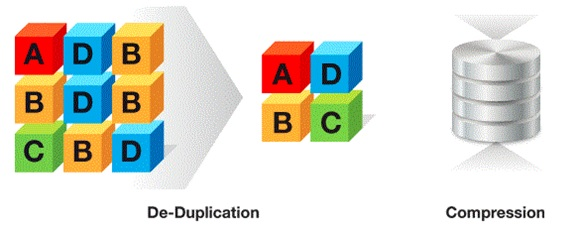 A D B
B D B
C B D
A D
B C
De-Duplication
Compression